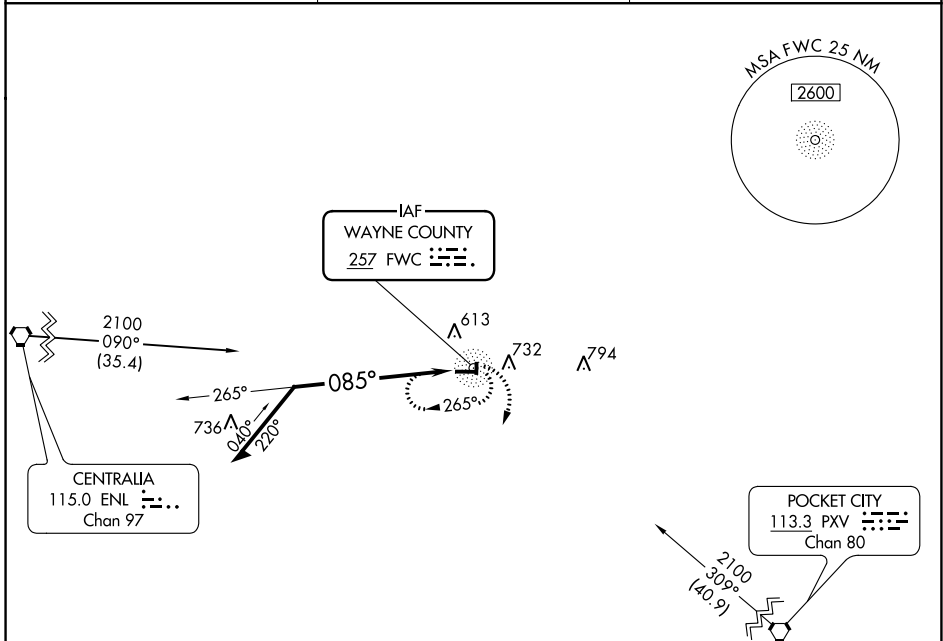 MSA FWC 25 NM
2600
IAF
WAYNE COUNTY
257 FWC
613
732
794
2100
090°
(35.4)
265°
085°
265°
736
040°
220°
CENTRALIA
115.0 ENL
Chan 97
POCKET CITY
113.3 PXV
Chan 80
2100
309°
(40.9)